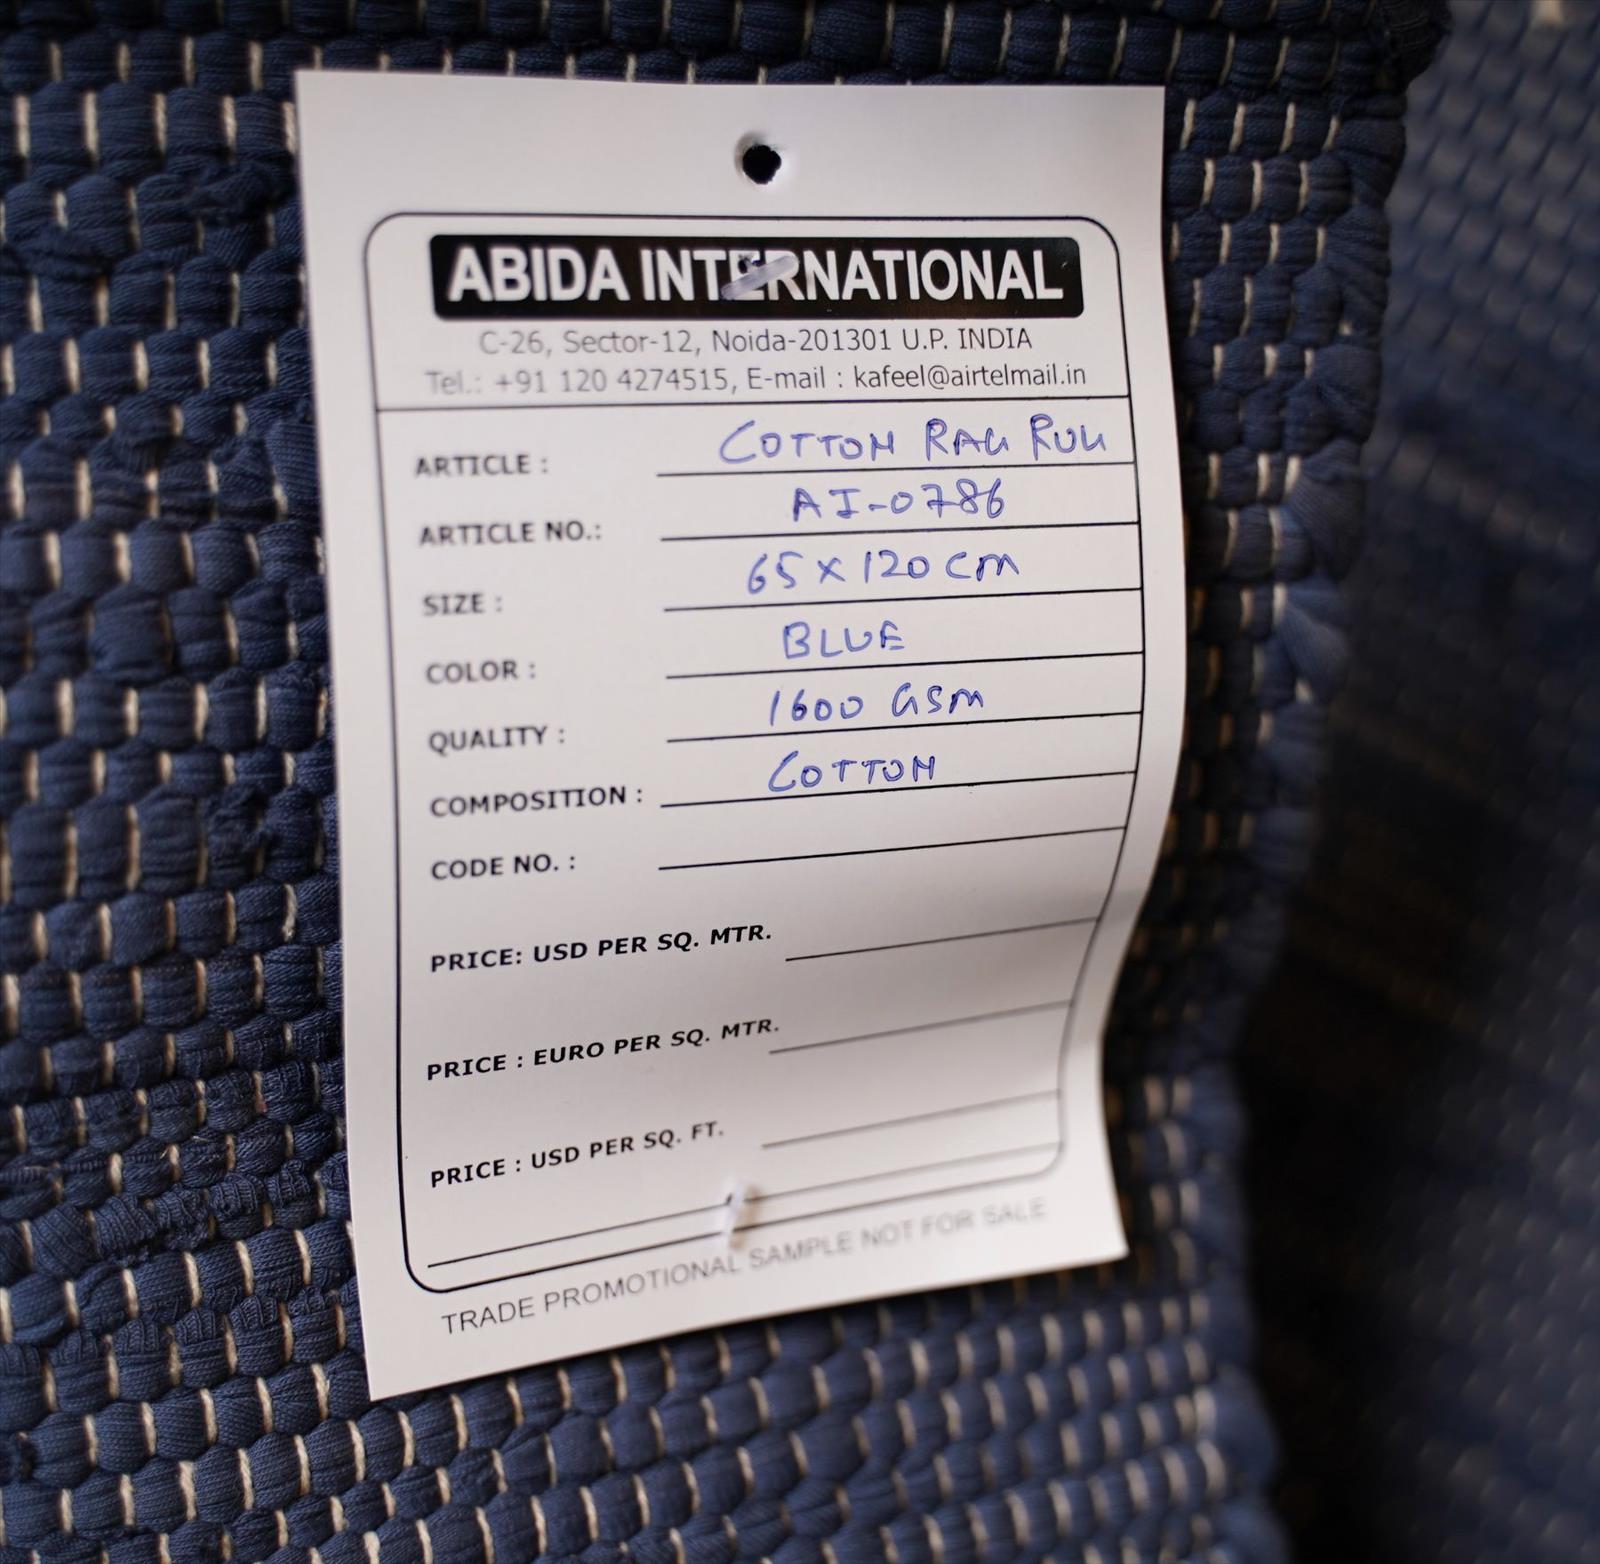 ABIDA INTERNATIONAL
C-26, Sector-12, Noida-201301 U.P. INDIA
Tel.: +91 120 4274515, E-mail : kafeel@airtelmail.in
ARTICLE : COTTON RAG RUG
ARTICLE NO.: AI-0786
SIZE : 65 x 120 cm
COLOR : BLUE
QUALITY : 1600 GSM
COMPOSITION : COTTON
CODE NO. :
PRICE: USD PER SQ. MTR.
PRICE : EURO PER SQ. MTR.
PRICE : USD PER SQ. FT.
TRADE PROMOTIONAL SAMPLE NOT FOR SALE